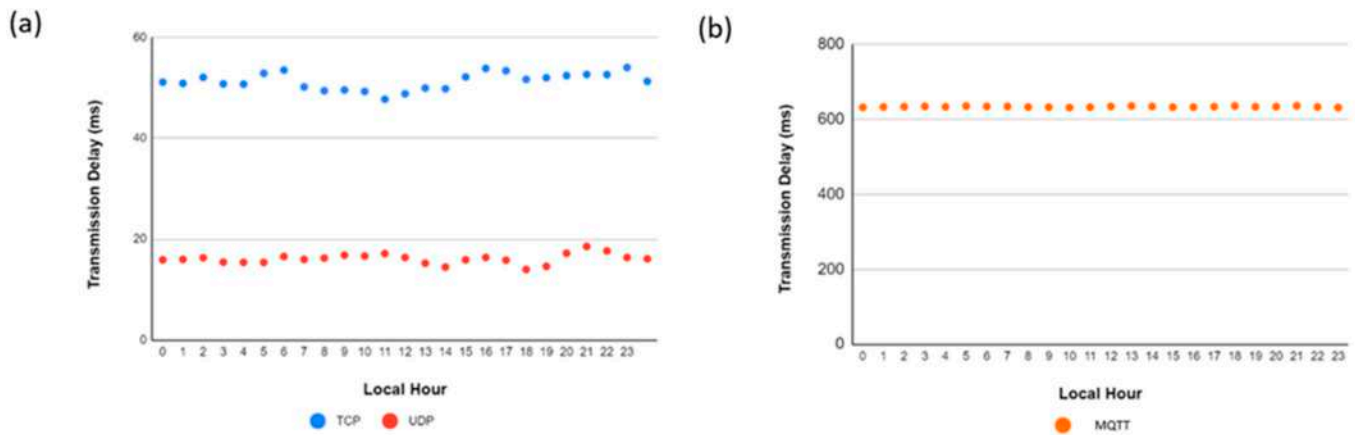 (a)
60
40
20
0
Transmission Delay (ms)
0 1 2 3 4 5 6 7 8 9 10 11 12 13 14 15 16 17 18 19 20 21 22 23
Local Hour
TCP UDP
(b)
800
600
400
200
0
Transmission Delay (ms)
0 1 2 3 4 5 6 7 8 9 10 11 12 13 14 15 16 17 18 19 20 21 22 23
Local Hour
MQTT